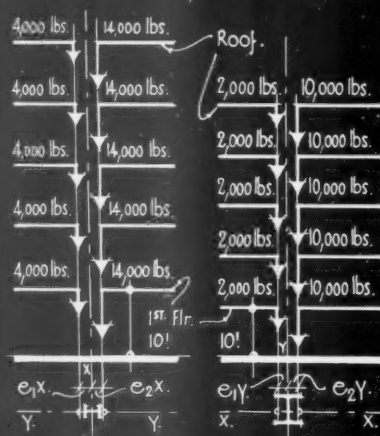 4,000 lbs. 14,000 lbs. Roof.
4,000 lbs. 14,000 lbs. 2,000 lbs. 10,000 lbs.
2,000 lbs. 10,000 lbs.
4,000 lbs. 14,000 lbs.
2,000 lbs. 10,000 lbs.
4,000 lbs. 14,000 lbs.
2,000 lbs. 10,000 lbs.
4,000 lbs. 14,000 lbs. 2,000 lbs. 10,000 lbs.
1st. Flr.
10! 10!
X Y
e₁X. e₂X. e₁Y. e₂Y.
Y. Y. X. X.